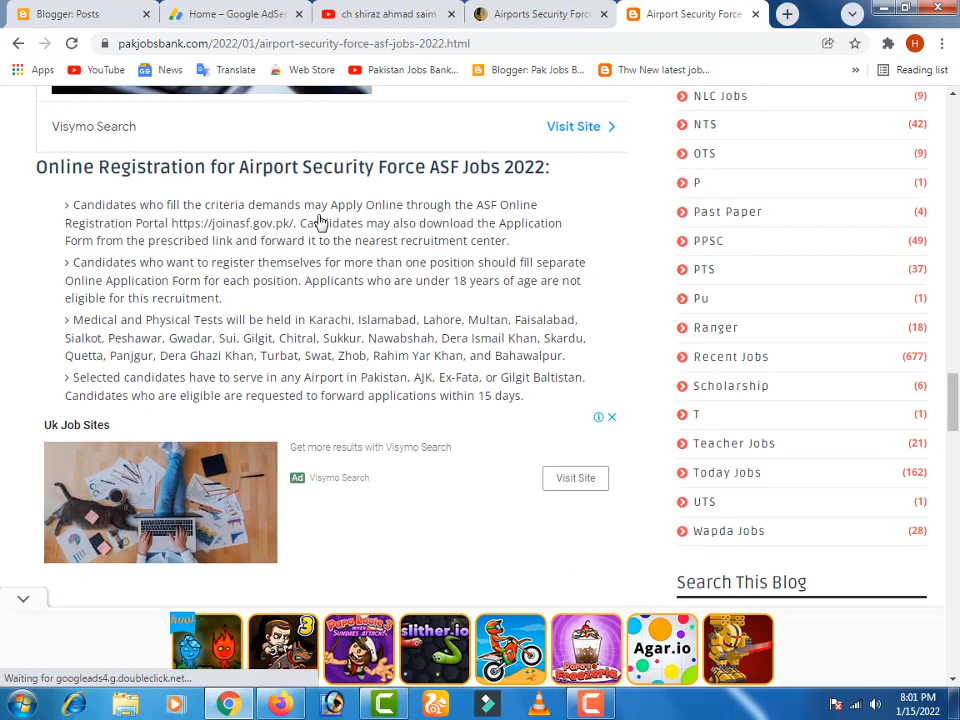 Blogger: Posts
Home – Google AdSer
ch shiraz ahmad saim
Airports Security Force
Airport Security Force
pakjobsbank.com/2022/01/airport-security-force-asf-jobs-2022.html
H
Apps
YouTube
News
Translate
Web Store
Pakistan Jobs Bank...
Blogger: Pak Jobs B...
Thw New latest job...
»
Reading list
Visymo Search
Visit Site
Online Registration for Airport Security Force ASF Jobs 2022:
Candidates who fill the criteria demands may Apply Online through the ASF Online
Registration Portal https://joinasf.gov.pk/. Candidates may also download the Application
Form from the prescribed link and forward it to the nearest recruitment center.
Candidates who want to register themselves for more than one position should fill separate
Online Application Form for each position. Applicants who are under 18 years of age are not
eligible for this recruitment.
Medical and Physical Tests will be held in Karachi, Islamabad, Lahore, Multan, Faisalabad,
Sialkot, Peshawar, Gwadar, Sui. Gilgit, Chitral. Sukkur, Nawabshah, Dera Ismail Khan. Skardu,
Quetta, Panjgur, Dera Ghazi Khan, Turbat, Swat, Zhob, Rahim Yar Khan, and Bahawalpur.
Selected candidates have to serve in any Airport in Pakistan, AJK, Ex-Fata, or Gilgit Baltistan.
Candidates who are eligible are requested to forward applications within 15 days.
Uk Job Sites
Get more results with Visymo Search
Ad Visymo Search
Visit Site
NLC Jobs (9)
NTS (42)
OTS (9)
P (1)
Past Paper (4)
PPSC (49)
PTS (37)
Pu (1)
Ranger (18)
Recent Jobs (677)
Scholarship (6)
T (1)
Teacher Jobs (21)
Today Jobs (162)
UTS (1)
Wapda Jobs (28)
Search This Blog
huo!
3
Papa Louie 3
WHEN SUNDAES ATTACK!
slither.io
Papa's Freezeria
Agar.io
Waiting for googleads4.g.doubleclick.net...
8:01 PM
1/15/2022